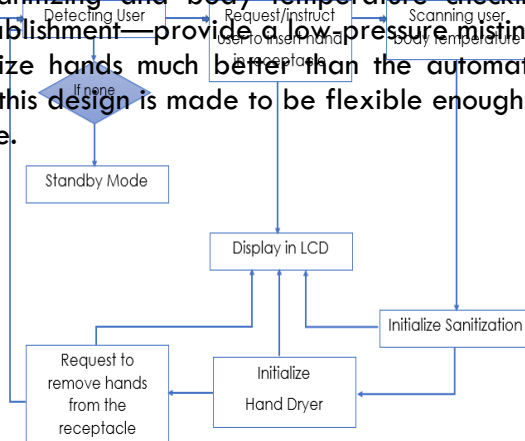 and body temperature
Detecting User
Request/instruct
user to insert hand
in receptacle
Scanning user
body temperature
ablishment—provide a low-pressure mistin
ize hands much better than the automat
this design is made to be flexible enough
e.
If none
Standby Mode
Display in LCD
Initialize Sanitization
Request to
remove hands
from the
receptacle
Initialize
Hand Dryer